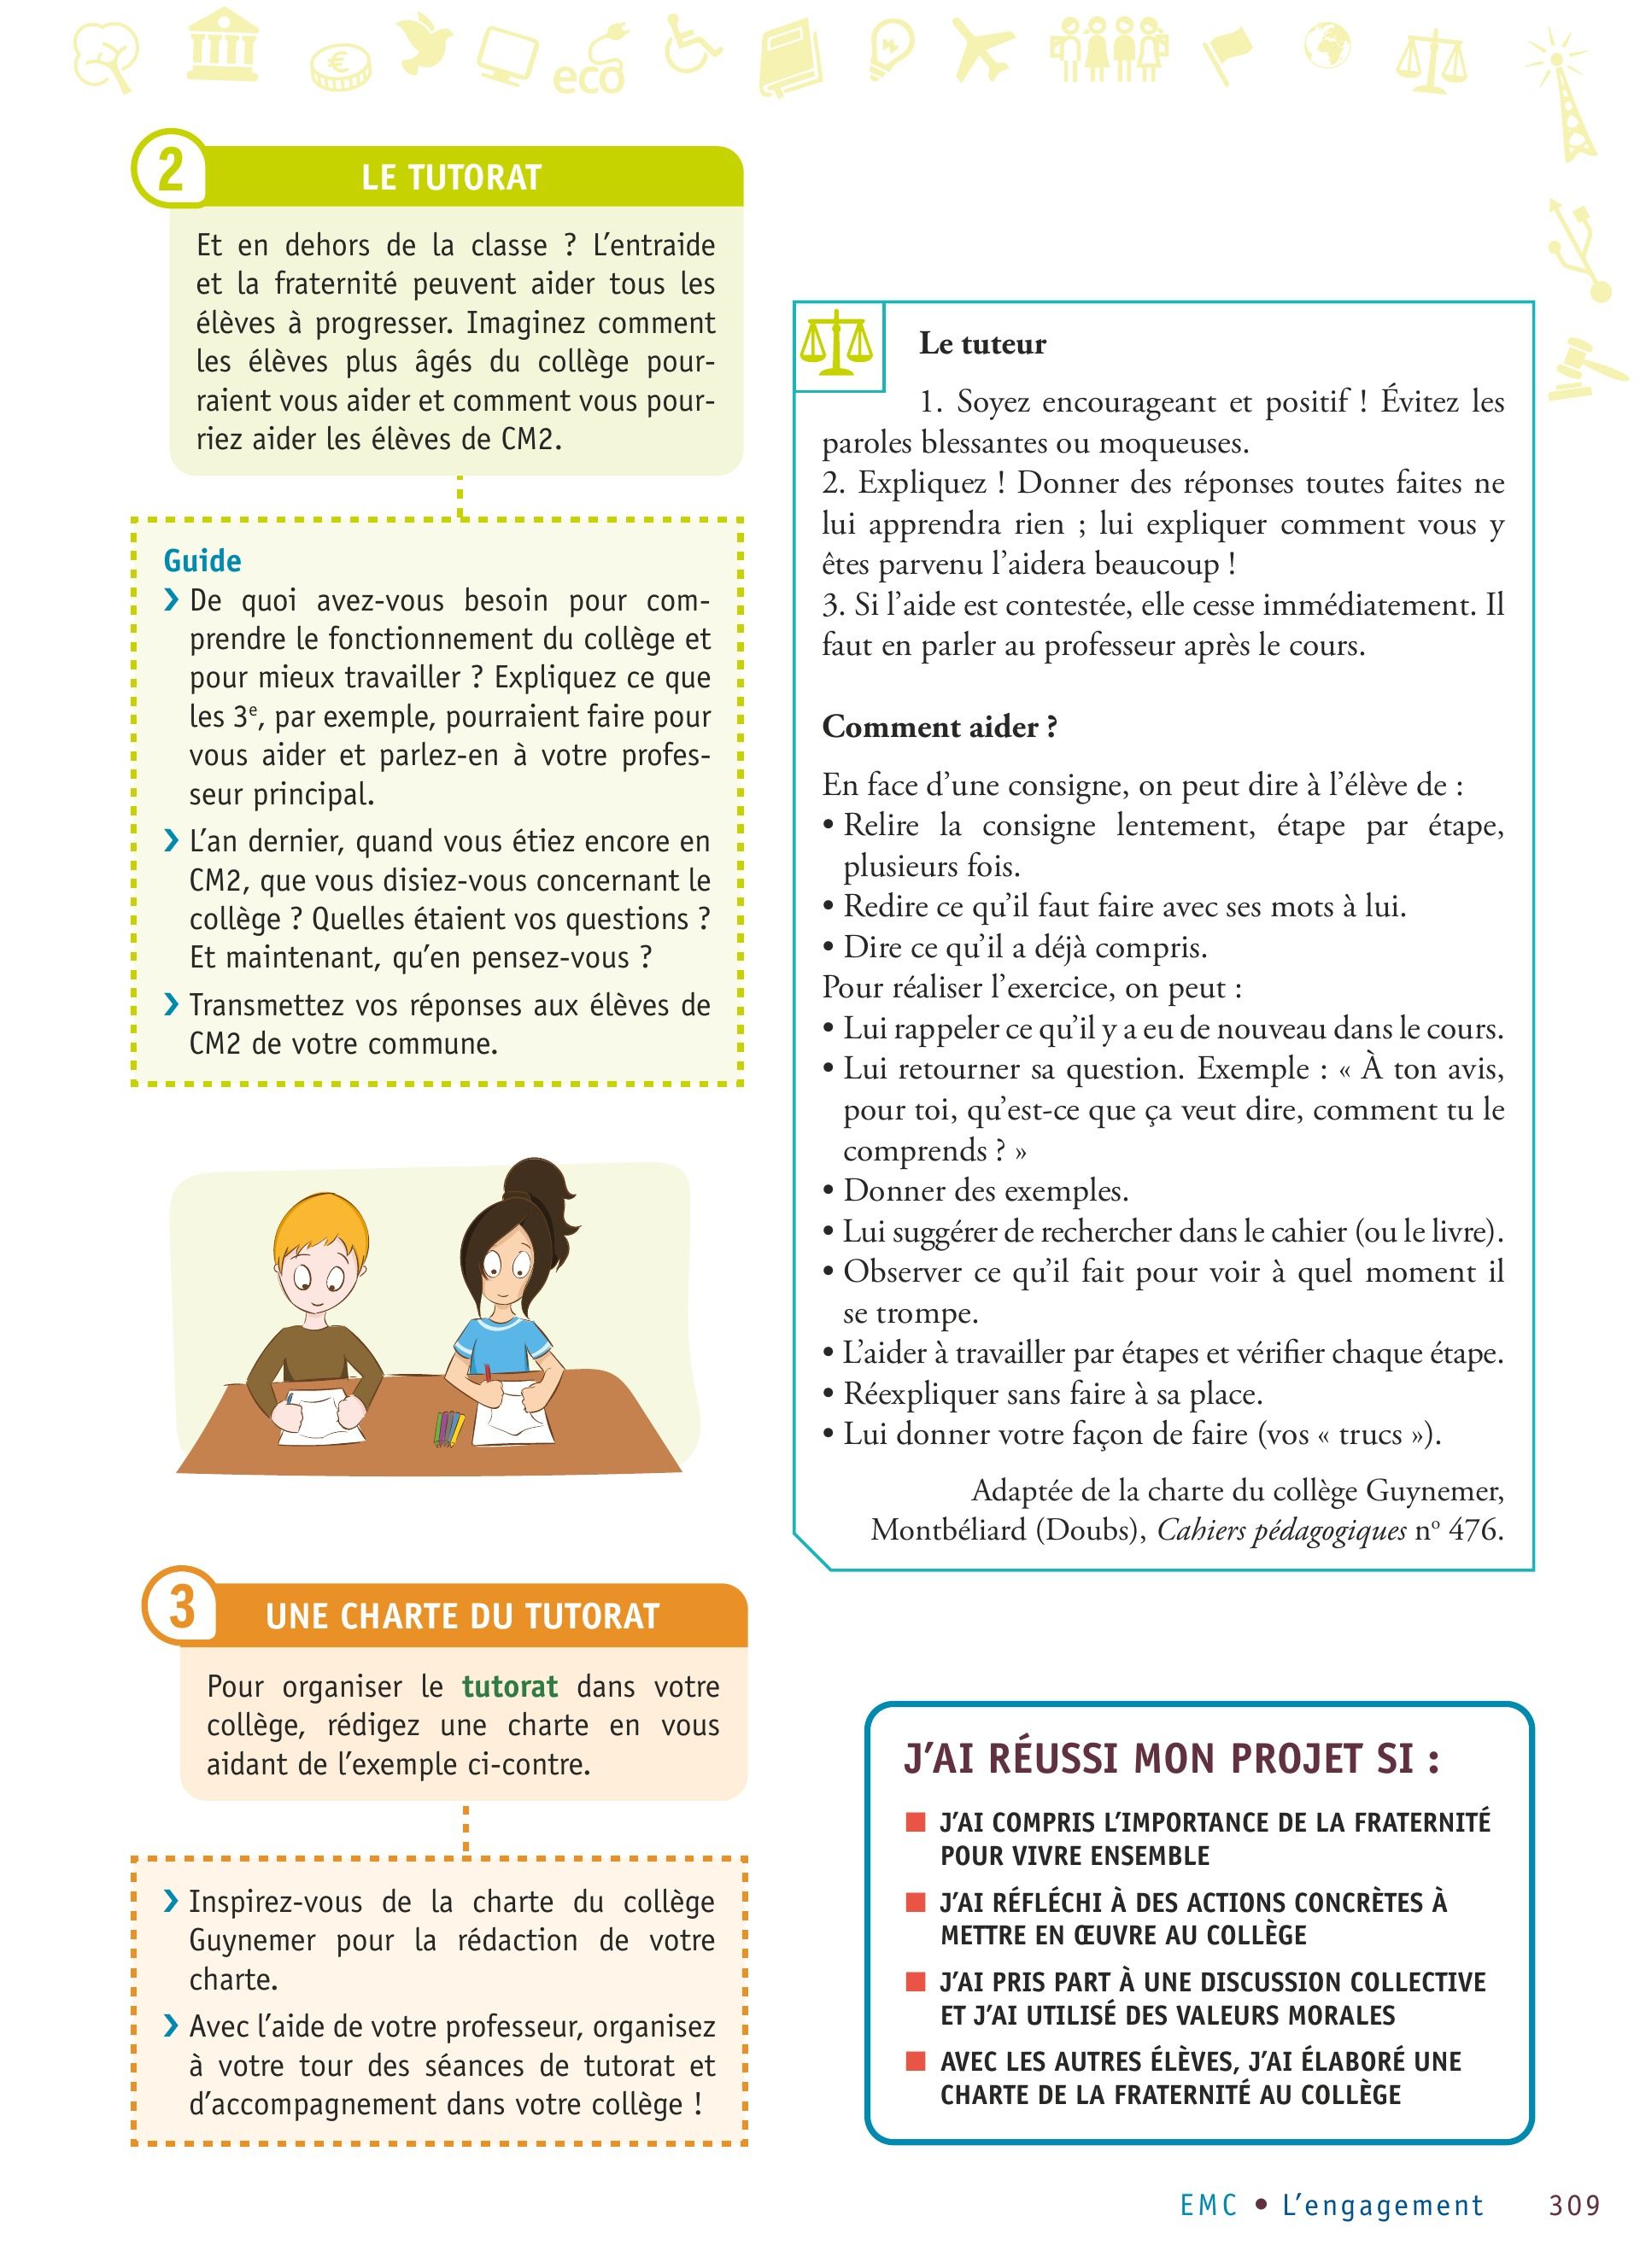 eco
2
LE TUTORAT
Et en dehors de la classe ? L’entraide
et la fraternité peuvent aider tous les
élèves à progresser. Imaginez comment
les élèves plus âgés du collège pour-
raient vous aider et comment vous pour-
riez aider les élèves de CM2.
Guide
› De quoi avez-vous besoin pour com-
prendre le fonctionnement du collège et
pour mieux travailler ? Expliquez ce que
les 3e, par exemple, pourraient faire pour
vous aider et parlez-en à votre profes-
seur principal.
› L’an dernier, quand vous étiez encore en
CM2, que vous disiez-vous concernant le
collège ? Quelles étaient vos questions ?
Et maintenant, qu’en pensez-vous ?
› Transmettez vos réponses aux élèves de
CM2 de votre commune.
3
UNE CHARTE DU TUTORAT
Pour organiser le tutorat dans votre
collège, rédigez une charte en vous
aidant de l’exemple ci-contre.
› Inspirez-vous de la charte du collège
Guynemer pour la rédaction de votre
charte.
› Avec l’aide de votre professeur, organisez
à votre tour des séances de tutorat et
d’accompagnement dans votre collège !
Le tuteur
1. Soyez encourageant et positif ! Évitez les
paroles blessantes ou moqueuses.
2. Expliquez ! Donner des réponses toutes faites ne
lui apprendra rien ; lui expliquer comment vous y
êtes parvenu l’aidera beaucoup !
3. Si l’aide est contestée, elle cesse immédiatement. Il
faut en parler au professeur après le cours.
Comment aider ?
En face d’une consigne, on peut dire à l’élève de :
• Relire la consigne lentement, étape par étape,
plusieurs fois.
• Redire ce qu’il faut faire avec ses mots à lui.
• Dire ce qu’il a déjà compris.
Pour réaliser l’exercice, on peut :
• Lui rappeler ce qu’il y a eu de nouveau dans le cours.
• Lui retourner sa question. Exemple : « À ton avis,
pour toi, qu’est-ce que ça veut dire, comment tu le
comprends ? »
• Donner des exemples.
• Lui suggérer de rechercher dans le cahier (ou le livre).
• Observer ce qu’il fait pour voir à quel moment il
se trompe.
• L’aider à travailler par étapes et vérifier chaque étape.
• Réexpliquer sans faire à sa place.
• Lui donner votre façon de faire (vos « trucs »).
Adaptée de la charte du collège Guynemer,
Montbéliard (Doubs), Cahiers pédagogiques no 476.
J’AI RÉUSSI MON PROJET SI :
■ J’AI COMPRIS L’IMPORTANCE DE LA FRATERNITÉ
POUR VIVRE ENSEMBLE
■ J’AI RÉFLÉCHI À DES ACTIONS CONCRÈTES À
METTRE EN ŒUVRE AU COLLÈGE
■ J’AI PRIS PART À UNE DISCUSSION COLLECTIVE
ET J’AI UTILISÉ DES VALEURS MORALES
■ AVEC LES AUTRES ÉLÈVES, J’AI ÉLABORÉ UNE
CHARTE DE LA FRATERNITÉ AU COLLÈGE
EMC • L’engagement 309